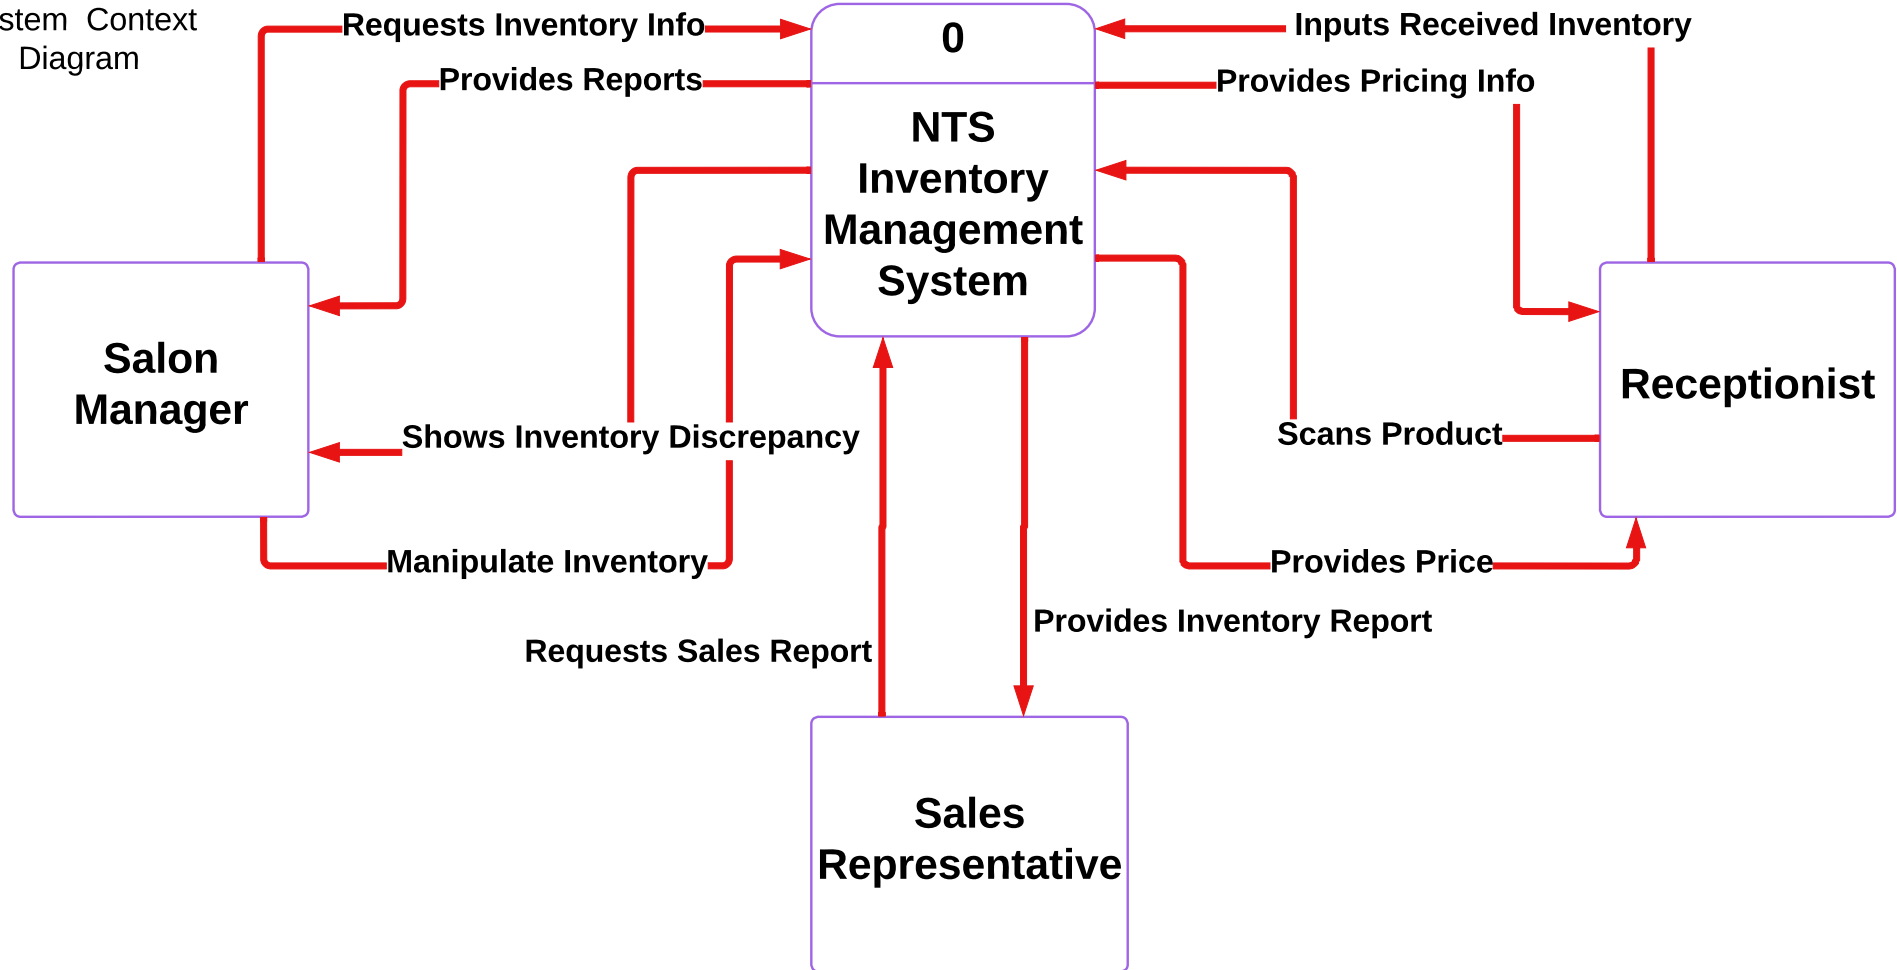 stem Context
Diagram
Requests Inventory Info
0
Inputs Received Inventory
Provides Reports
Provides Pricing Info
NTS
Inventory
Management
System
Salon
Manager
Receptionist
Shows Inventory Discrepancy
Scans Product
Manipulate Inventory
Provides Price
Provides Inventory Report
Requests Sales Report
Sales
Representative